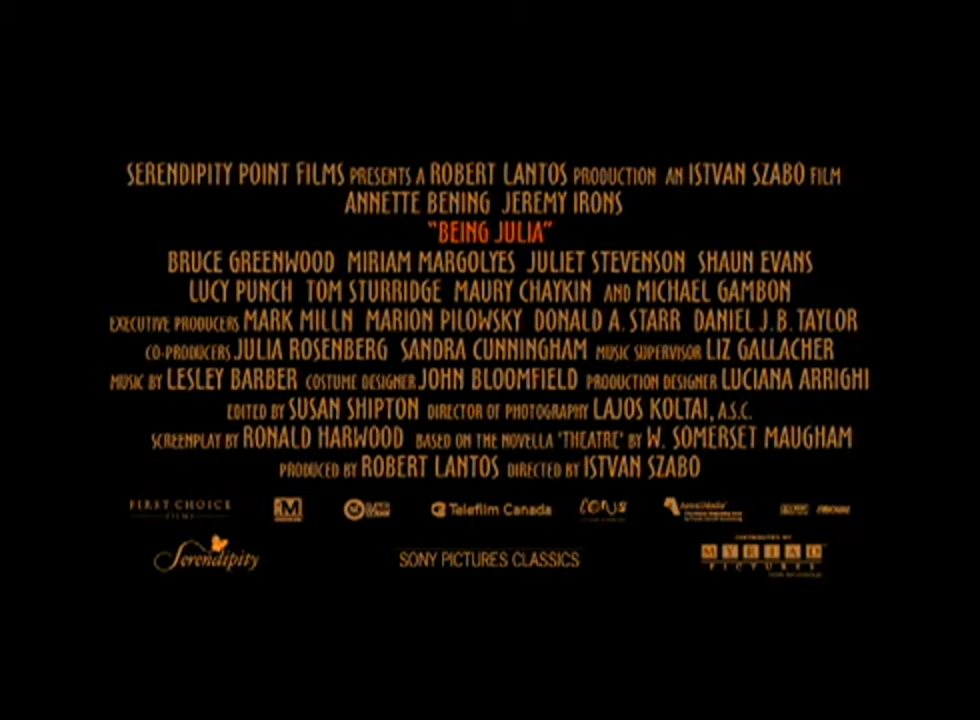 SERENDIPITY POINT FILMS PRESENTS A ROBERT LANTOS PRODUCTION AN ISTVAN SZABO FILM
ANNETTE BENING JEREMY IRONS
"BEING JULIA"
BRUCE GREENWOOD MIRIAM MARGOLYES JULIET STEVENSON SHAUN EVANS
LUCY PUNCH TOM STURRIDGE MAURY CHAYKIN AND MICHAEL GAMBON
EXECUTIVE PRODUCERS MARK MILLN MARION PILOWSKY DONALD A. STARR DANIEL J.B. TAYLOR
CO-PRODUCERS JULIA ROSENBERG SANDRA CUNNINGHAM MUSIC SUPERVISOR LIZ GALLACHER
MUSIC BY LESLEY BARBER COSTUME DESIGNER JOHN BLOOMFIELD PRODUCTION DESIGNER LUCIANA ARRIGHI
EDITED BY SUSAN SHIPTON DIRECTOR OF PHOTOGRAPHY LAJOS KOLTAI, A.S.C.
SCREENPLAY BY RONALD HARWOOD BASED ON THE NOVELLA 'THEATRE' BY W. SOMERSET MAUGHAM
PRODUCED BY ROBERT LANTOS DIRECTED BY ISTVAN SZABO
FIRST CHOICE FILMS M Telefilm Canada
Serendipity SONY PICTURES CLASSICS DISTRIBUTED BY
MYRIAD
PICTURES